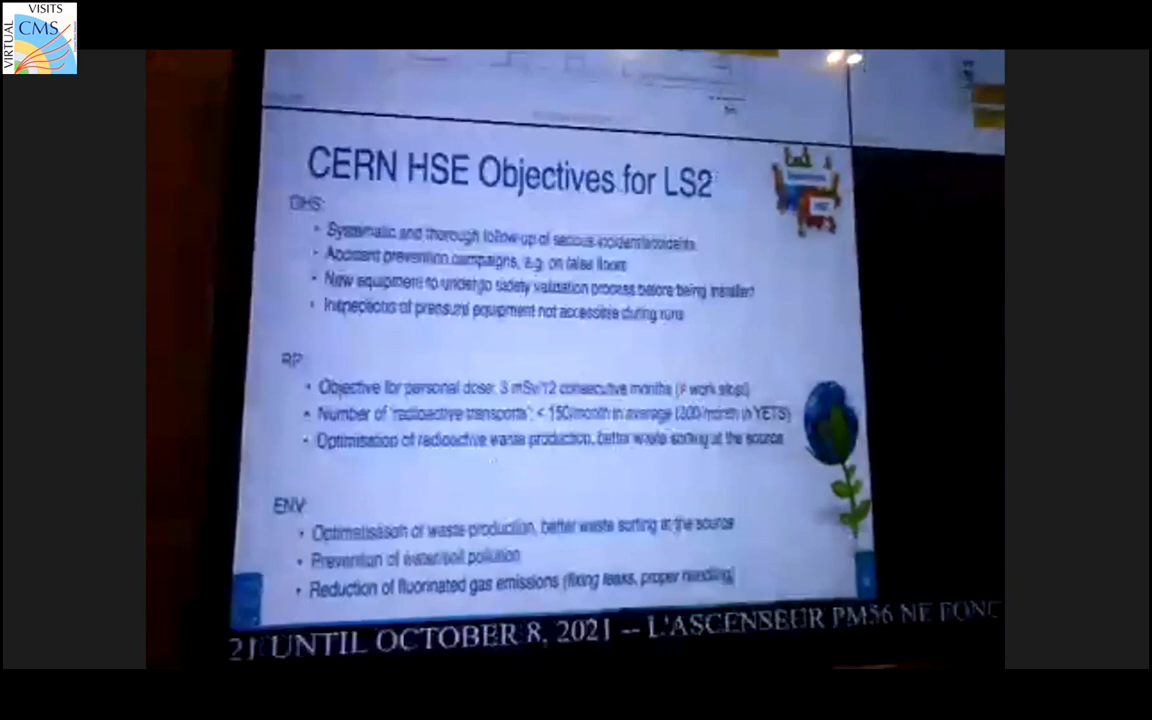 VISITS
VIRTUAL
CMS
CERN HSE Objectives for LS2
OHS:
Systematic and thorough follow-up of serious incident/accidents
Accident prevention campaigns, e.g. on false floors
New equipment to undergo safety validation process before being installed
Inspections of pressure equipment not accessible during runs
RP:
Objective for personal dose: 3 mSv/12 consecutive months (≠ work stop!)
Number of 'radioactive transports': < 150/month in average (200/month in YETS)
Optimisation of radioactive waste production, better waste sorting at the source
ENV:
Optimatisation of waste production, better waste sorting at the source
Prevention of water/soil pollution
Reduction of fluorinated gas emissions (fixing leaks, proper handling)
21 UNTIL OCTOBER 8, 2021 -- L'ASCENSEUR PM56 NE FONC